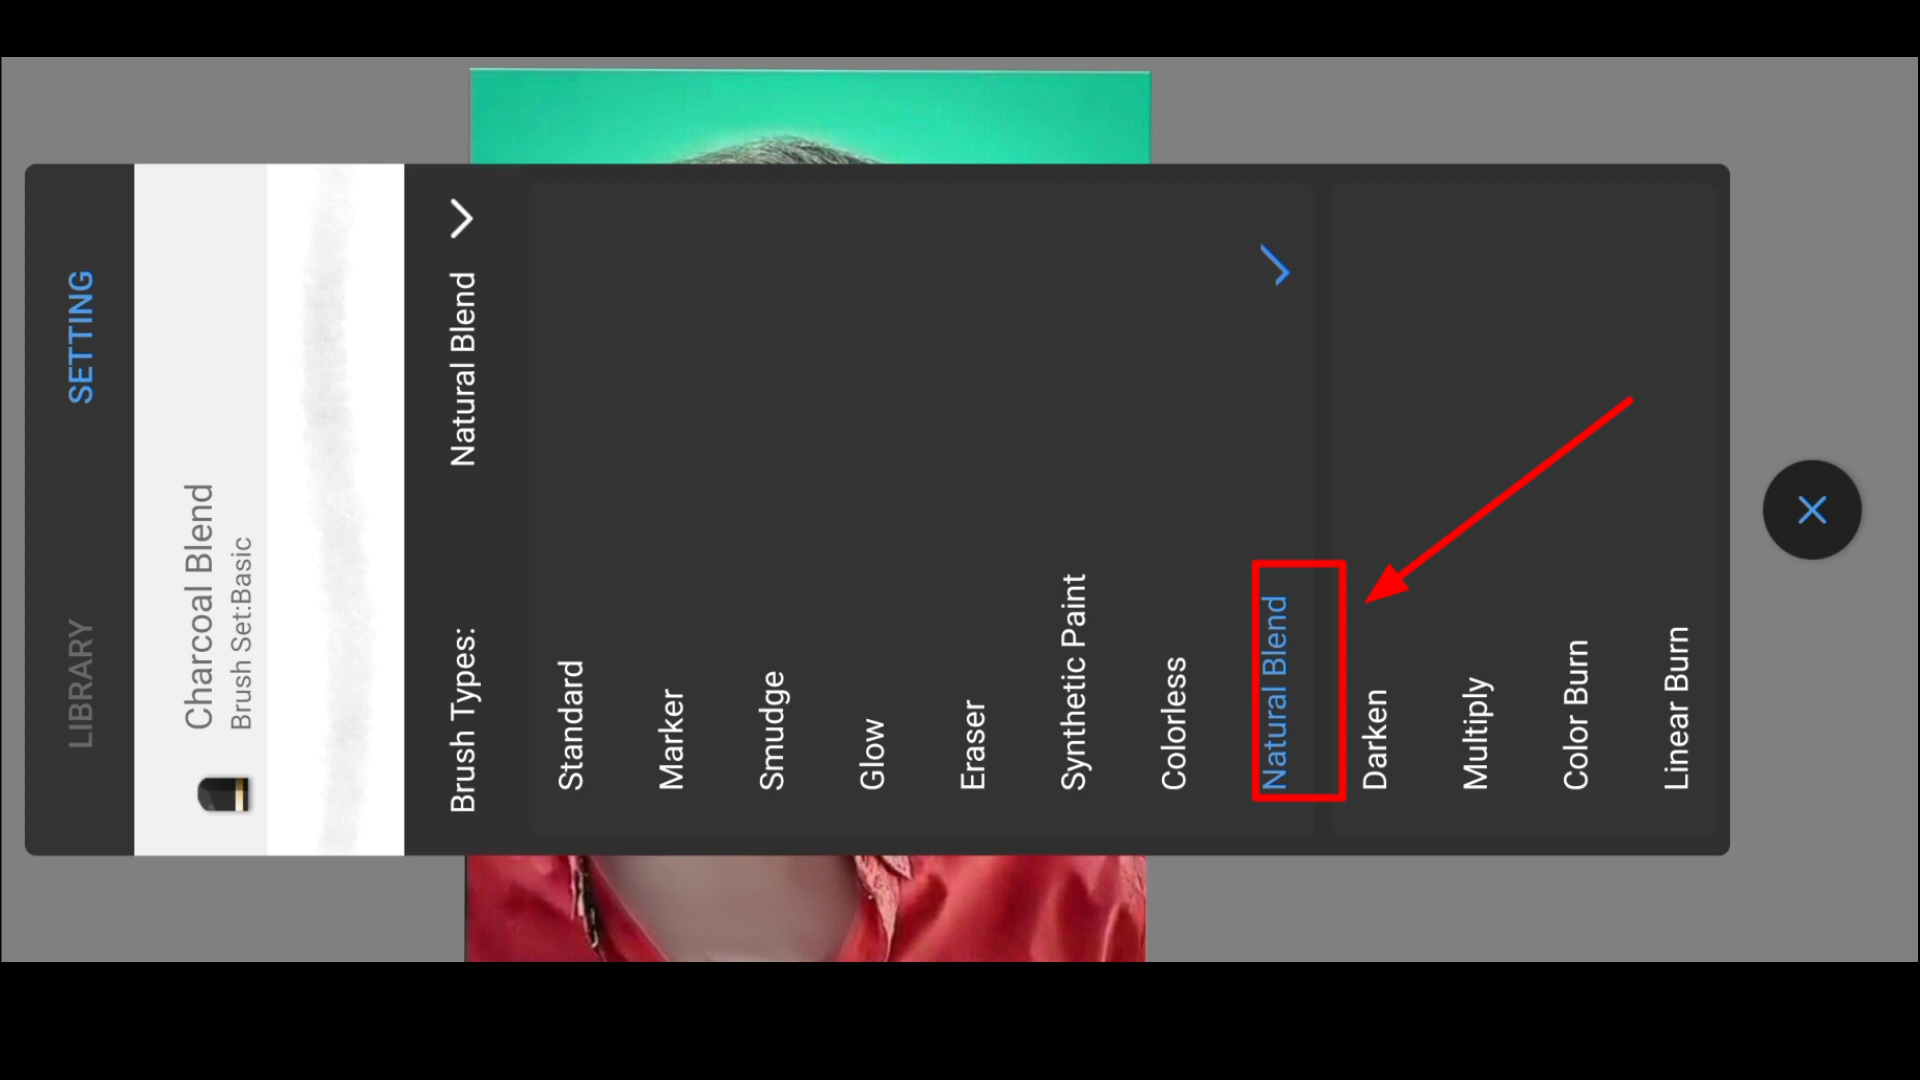 LIBRARY SETTING
Charcoal Blend
Brush Set:Basic
Brush Types: Natural Blend
Standard
Marker
Smudge
Glow
Eraser
Synthetic Paint
Colorless
Natural Blend
Darken
Multiply
Color Burn
Linear Burn